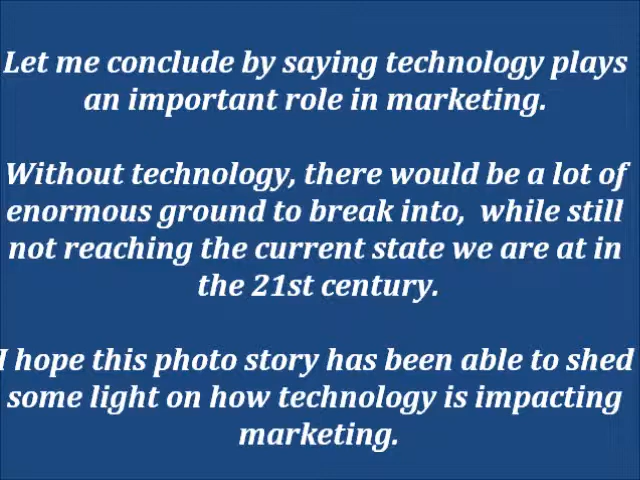 Let me conclude by saying technology plays
an important role in marketing.
Without technology, there would be a lot of
enormous ground to break into, while still
not reaching the current state we are at in
the 21st century.
I hope this photo story has been able to shed
some light on how technology is impacting
marketing.